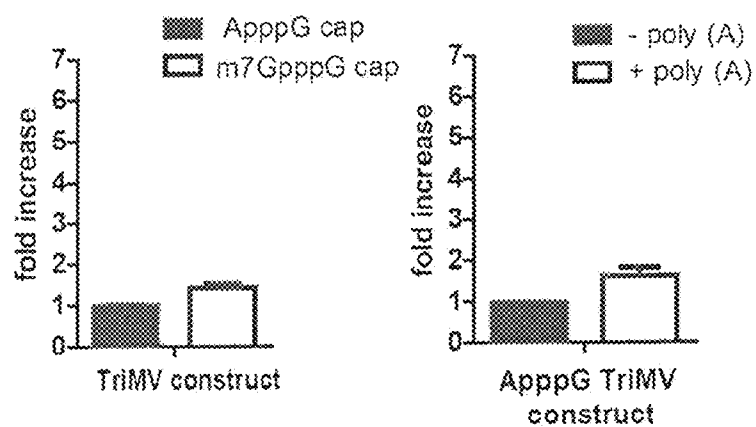 ApppG cap
m7GpppG cap
7
6
5
4
3
2
1
0
fold increase
TriMV construct
- poly (A)
+ poly (A)
7
6
5
4
3
2
1
0
fold increase
ApppG TriMV
construct